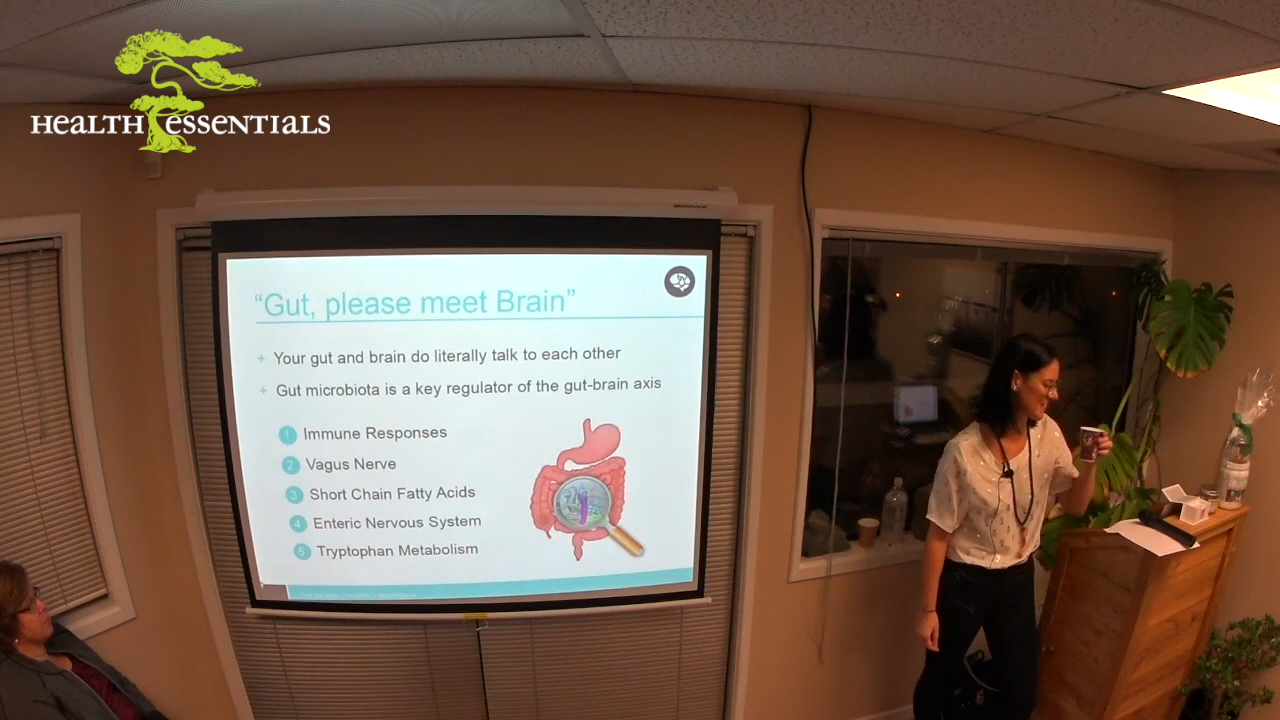 HEALTH ESSENTIALS
“Gut, please meet Brain”
+ Your gut and brain do literally talk to each other
+ Gut microbiota is a key regulator of the gut-brain axis
1 Immune Responses
2 Vagus Nerve
3 Short Chain Fatty Acids
4 Enteric Nervous System
5 Tryptophan Metabolism